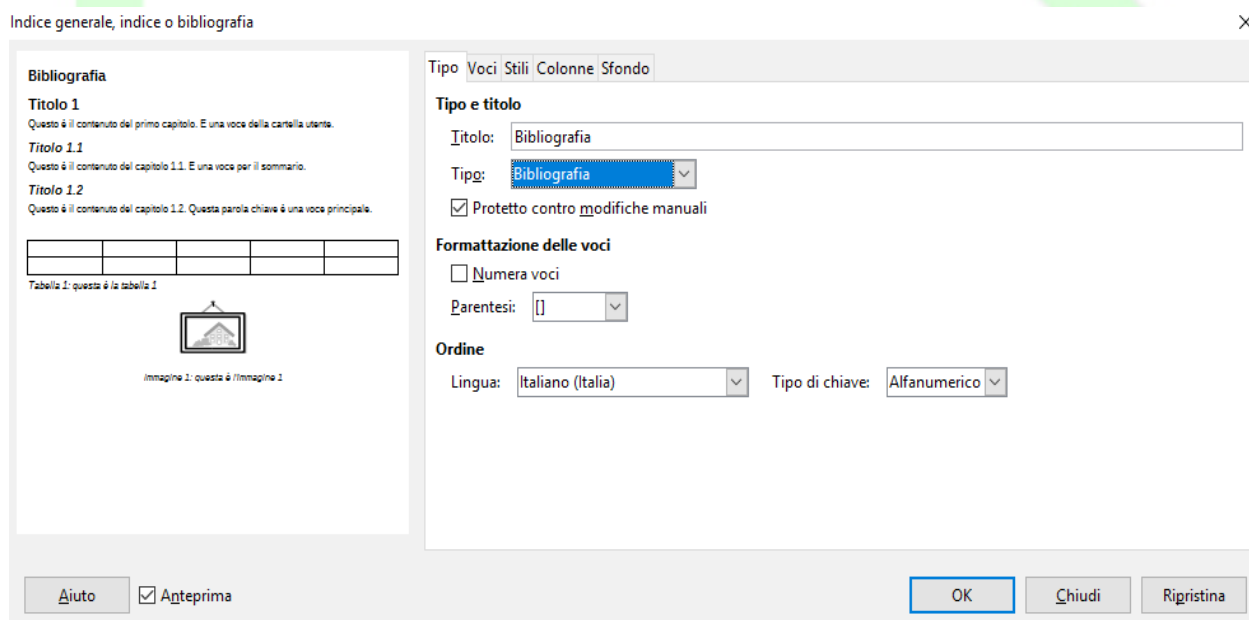 Indice generale, indice o bibliografia
Bibliografia
Titolo 1
Questo è il contenuto del primo capitolo. E una voce della cartella utente.
Titolo 1.1
Questo è il contenuto del capitolo 1.1. E una voce per il sommario.
Titolo 1.2
Questo è il contenuto del capitolo 1.2. Questa parola chiave è una voce principale.
Tabella 1: questa è la tabella 1
Immagine 1: questa è l'immagine 1
Tipo Voci Stili Colonne Sfondo
Tipo e titolo
Titolo: Bibliografia
Tipo: Bibliografia
Protetto contro modifiche manuali
Formattazione delle voci
Numera voci
Parentesi: []
Ordine
Lingua: Italiano (Italia) Tipo di chiave: Alfanumerico
Aiuto Anteprima OK Chiudi Ripristina